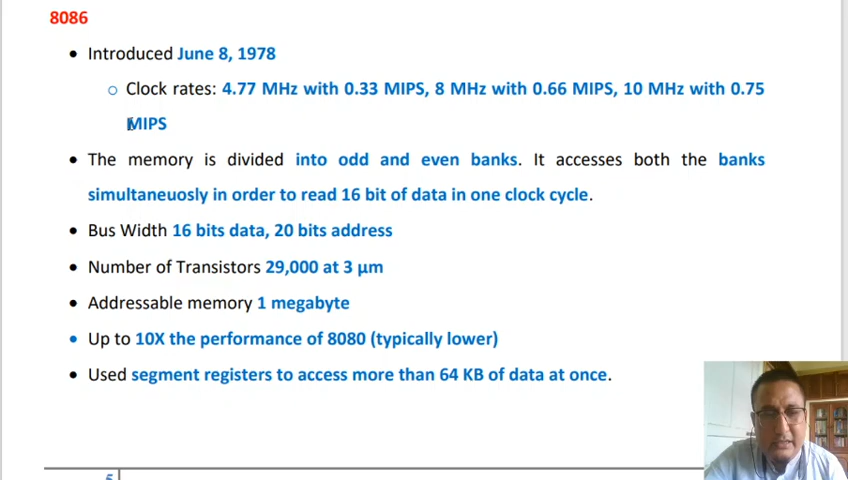 8086
• Introduced June 8, 1978
o Clock rates: 4.77 MHz with 0.33 MIPS, 8 MHz with 0.66 MIPS, 10 MHz with 0.75
MIPS
• The memory is divided into odd and even banks. It accesses both the banks
simultaneuosly in order to read 16 bit of data in one clock cycle.
• Bus Width 16 bits data, 20 bits address
• Number of Transistors 29,000 at 3 μm
• Addressable memory 1 megabyte
• Up to 10X the performance of 8080 (typically lower)
• Used segment registers to access more than 64 KB of data at once.